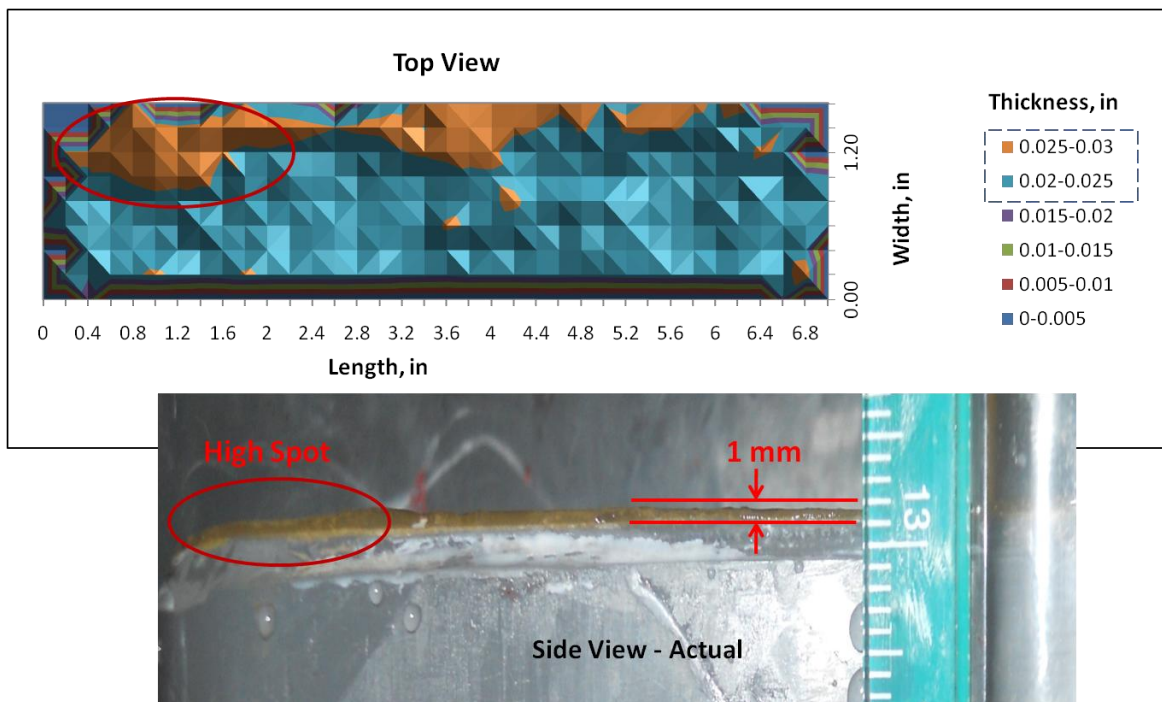 Top View
Thickness, in
0.025-0.03
0.02-0.025
0.015-0.02
0.01-0.015
0.005-0.01
0-0.005
1.20
0.00
Width, in
0 0.4 0.8 1.2 1.6 2 2.4 2.8 3.2 3.6 4 4.4 4.8 5.2 5.6 6 6.4 6.8
Length, in
High Spot
1 mm
13
Side View - Actual